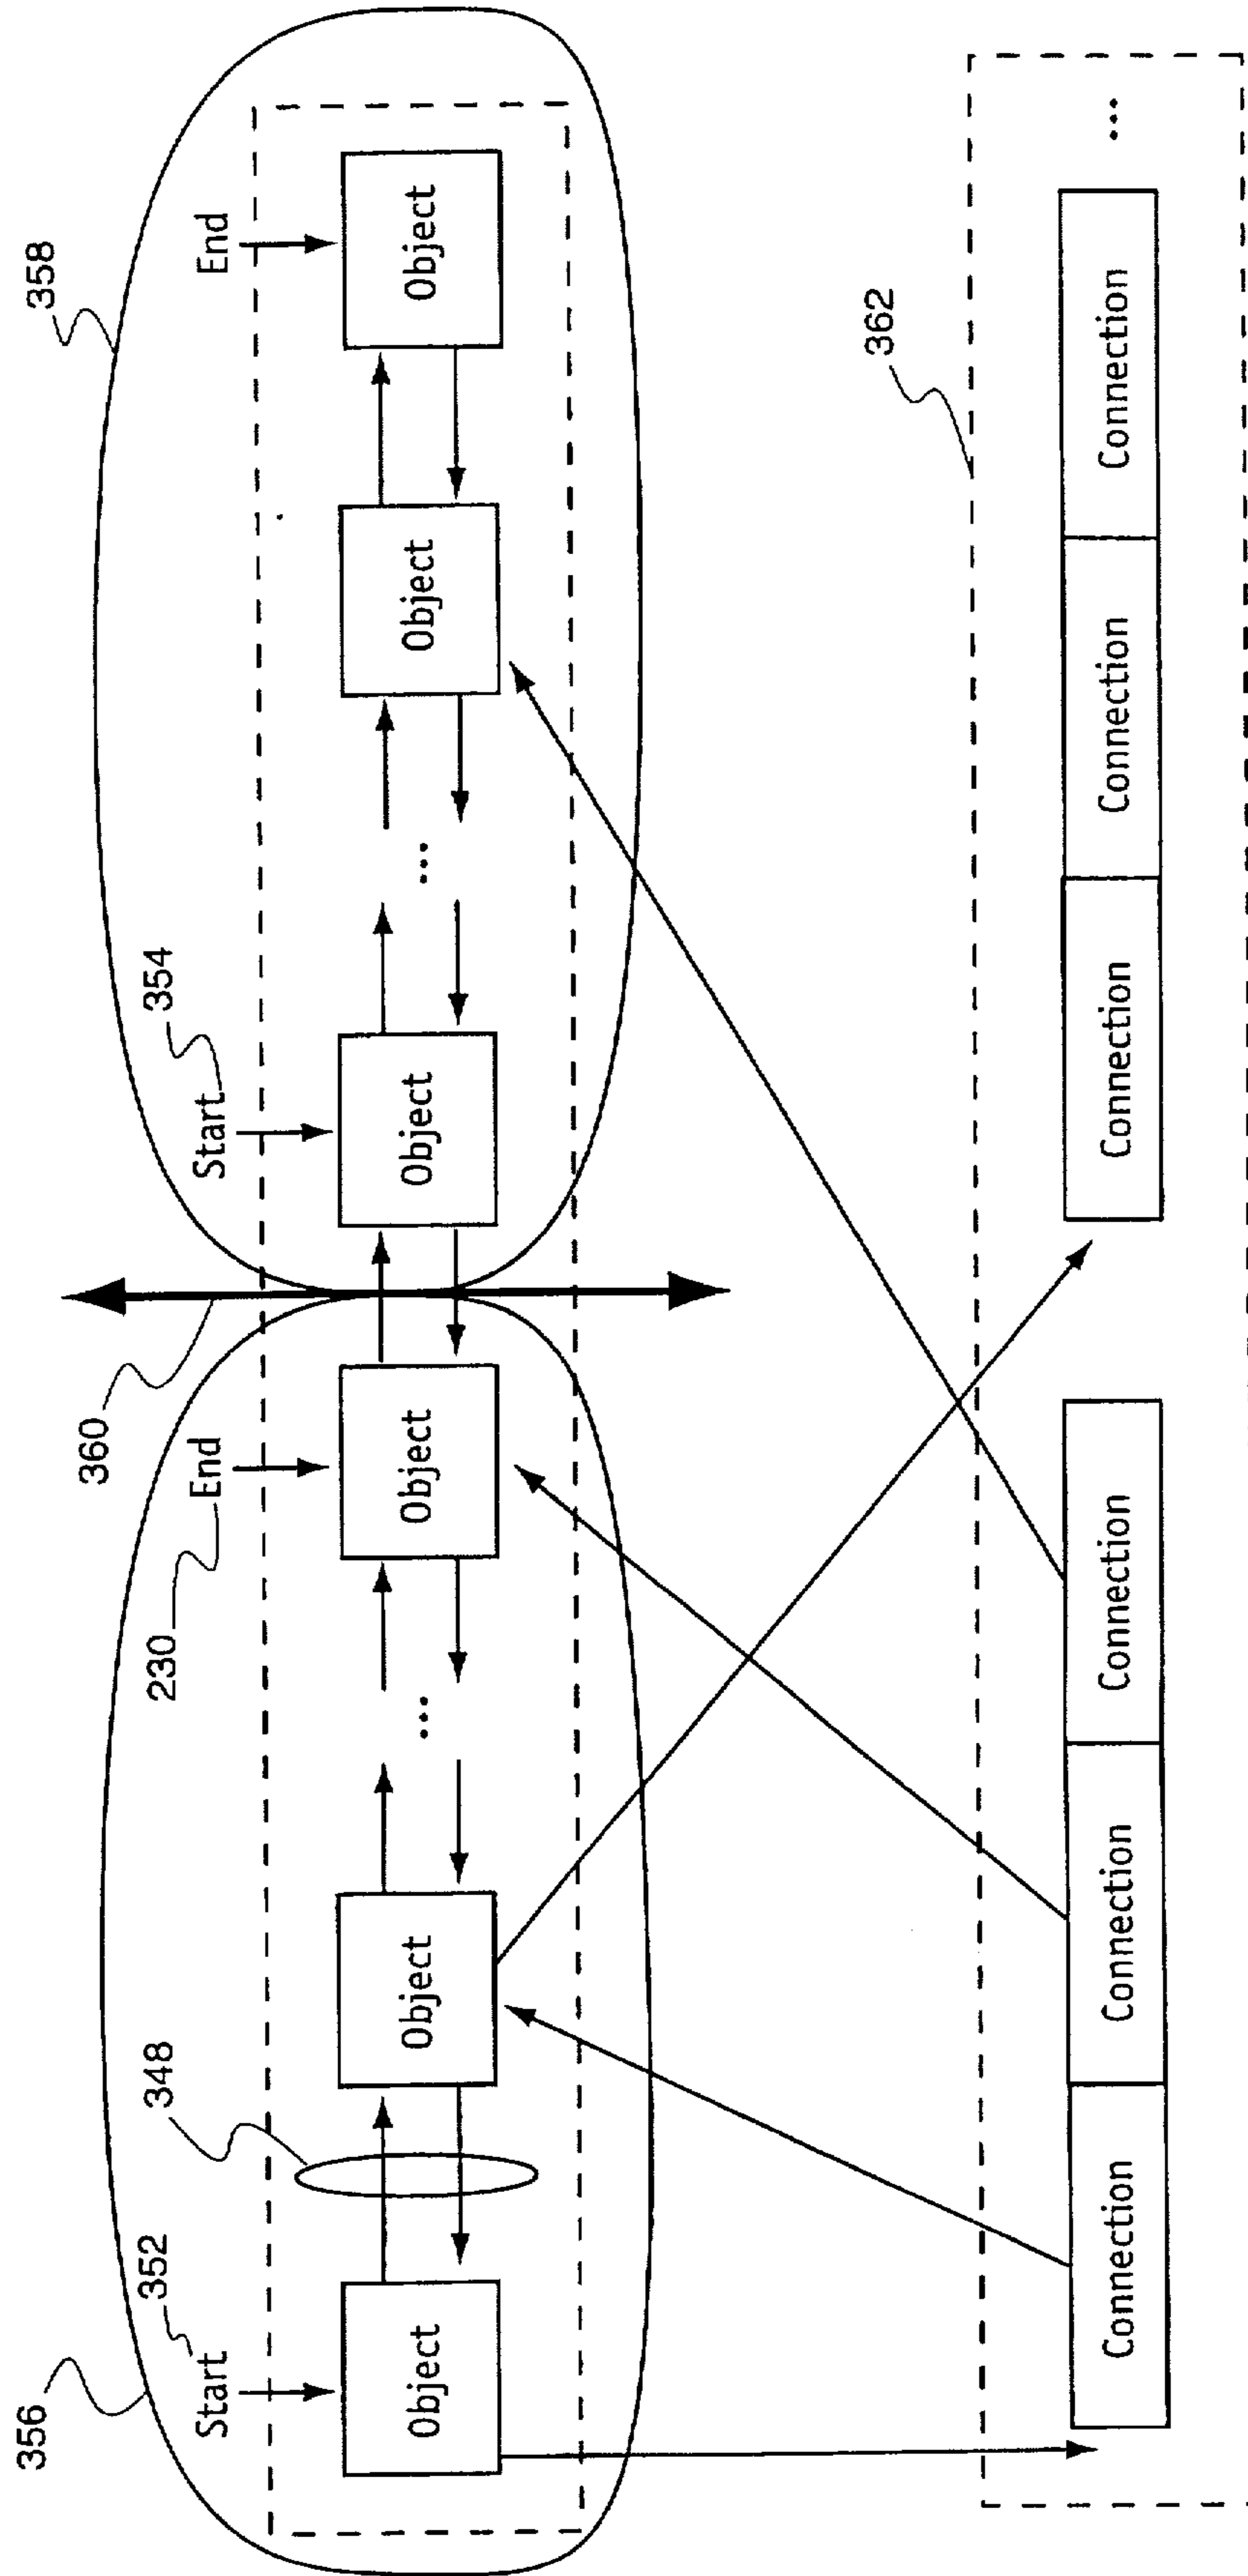 356
352
348
230
360
354
358
Start
End
Start
End
Object
Object
...
Object
Object
...
Object
Object
362
Connection
Connection
Connection
Connection
Connection
Connection
...